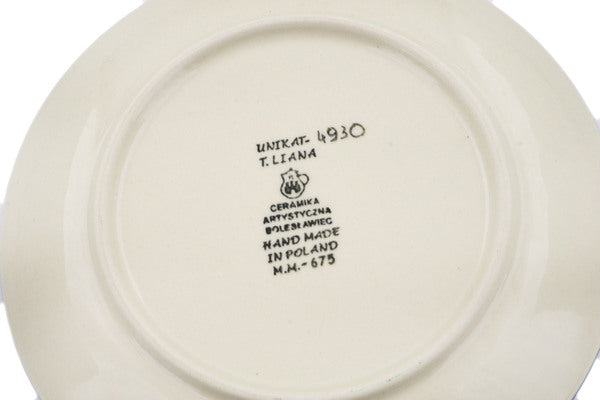 UNIKAT- 4930
T. LIANA
CERAMIKA
ARTYSTYCZNA
BOLESŁAWIEC
HAND MADE
IN POLAND
M.M.-675